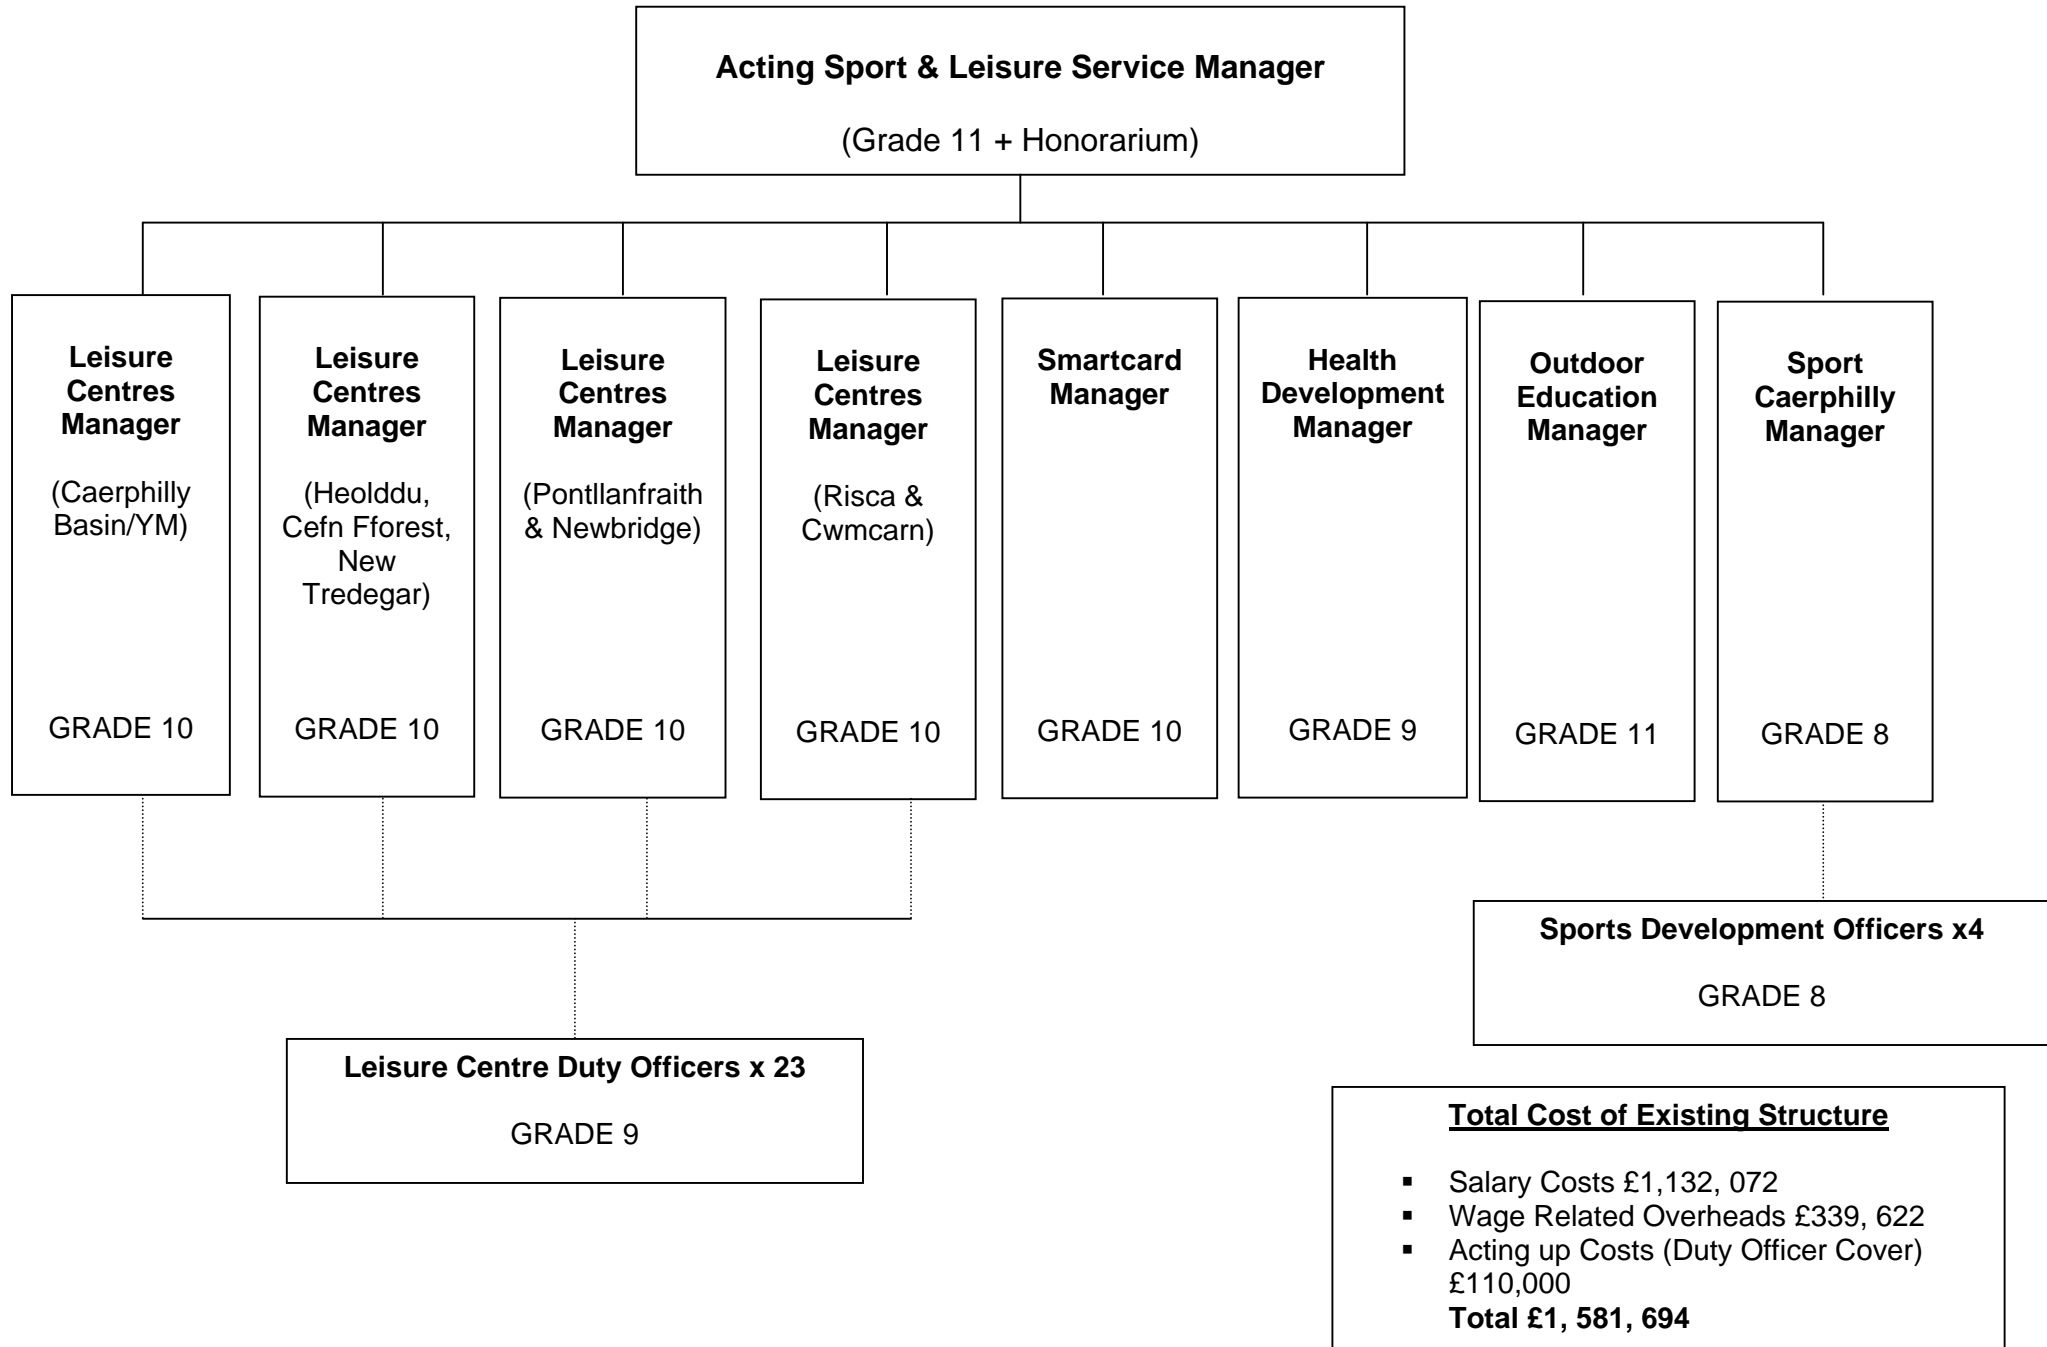 Acting Sport & Leisure Service Manager
(Grade 11 + Honorarium)
Leisure
Centres
Manager
(Caerphilly
Basin/YM)
GRADE 10
Leisure
Centres
Manager
(Heolddu,
Cefn Fforest,
New
Tredegar)
GRADE 10
Leisure
Centres
Manager
(Pontllanfraith
& Newbridge)
GRADE 10
Leisure
Centres
Manager
(Risca &
Cwmcarn)
GRADE 10
Smartcard
Manager
GRADE 10
Health
Development
Manager
GRADE 9
Outdoor
Education
Manager
GRADE 11
Sport
Caerphilly
Manager
GRADE 8
Sports Development Officers x4
GRADE 8
Leisure Centre Duty Officers x 23
GRADE 9
Total Cost of Existing Structure
▪ Salary Costs £1,132, 072
▪ Wage Related Overheads £339, 622
▪ Acting up Costs (Duty Officer Cover)
£110,000
Total £1, 581, 694